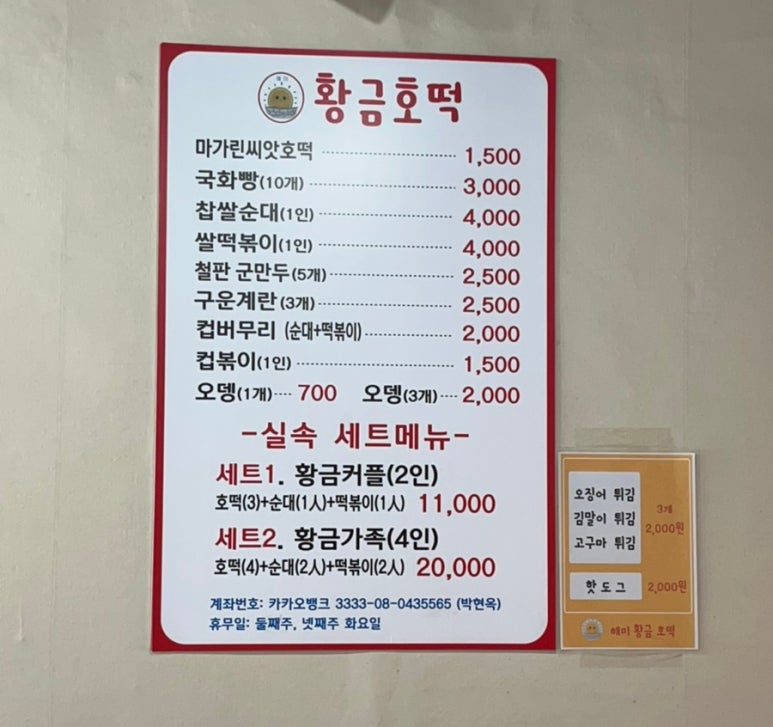 해미
황금호떡
마가린씨앗호떡 1,500
국화빵(10개) 3,000
찹쌀순대(1인) 4,000
쌀떡볶이(1인) 4,000
철판 군만두(5개) 2,500
구운계란(3개) 2,500
컵버무리 (순대+떡볶이) 2,000
컵볶이(1인) 1,500
오뎅(1개) 700 오뎅(3개) 2,000
-실속 세트메뉴-
세트1. 황금커플(2인)
호떡(3)+순대(1人)+떡볶이(1人) 11,000
세트2. 황금가족(4인)
호떡(4)+순대(2人)+떡볶이(2人) 20,000
계좌번호: 카카오뱅크 3333-08-0435565 (박현옥)
휴무일: 둘째주, 넷째주 화요일
오징어 튀김
김말이 튀김
고구마 튀김
3개
2,000원
핫도그 2,000원
해미 황금 호떡